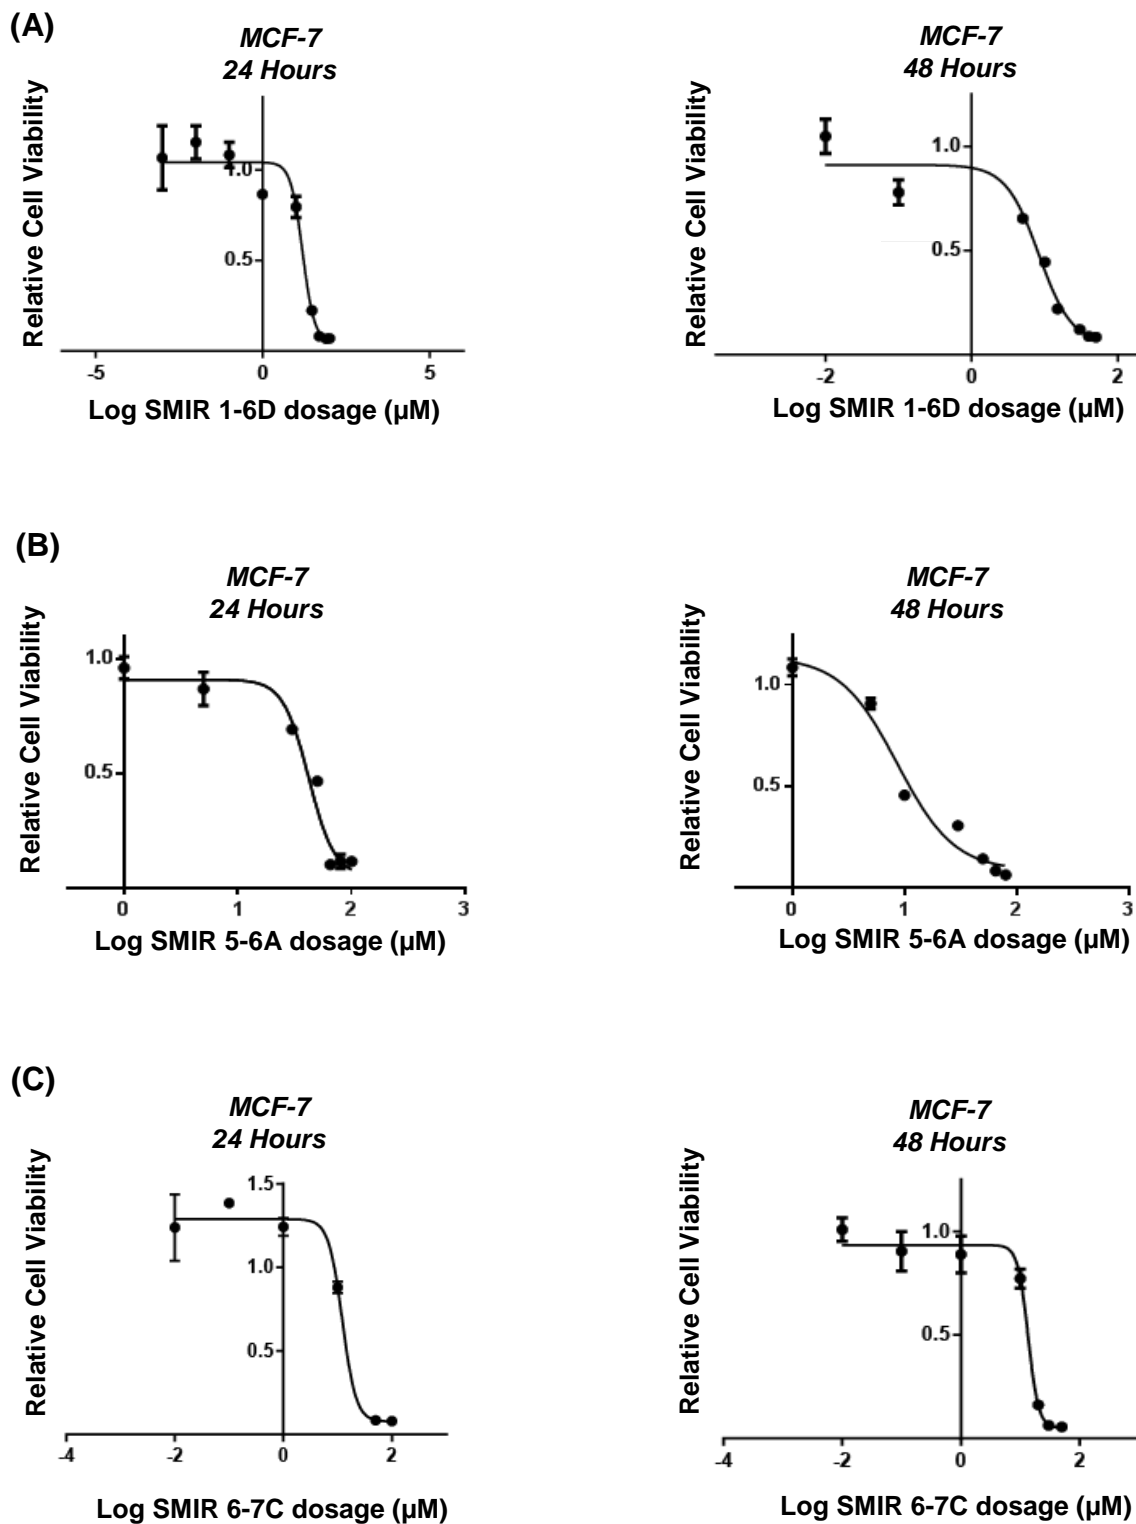 (A)
MCF-7
24 Hours
Relative Cell Viability
1.0
0.5
-5 0 5
Log SMIR 1-6D dosage (µM)
MCF-7
48 Hours
Relative Cell Viability
1.0
0.5
-2 0 2
Log SMIR 1-6D dosage (µM)
(B)
MCF-7
24 Hours
Relative Cell Viability
1.0
0.5
0 1 2 3
Log SMIR 5-6A dosage (µM)
MCF-7
48 Hours
Relative Cell Viability
1.0
0.5
0 1 2 3
Log SMIR 5-6A dosage (µM)
(C)
MCF-7
24 Hours
Relative Cell Viability
1.5
1.0
0.5
-4 -2 0 2
Log SMIR 6-7C dosage (µM)
MCF-7
48 Hours
Relative Cell Viability
1.0
0.5
-4 -2 0 2
Log SMIR 6-7C dosage (µM)